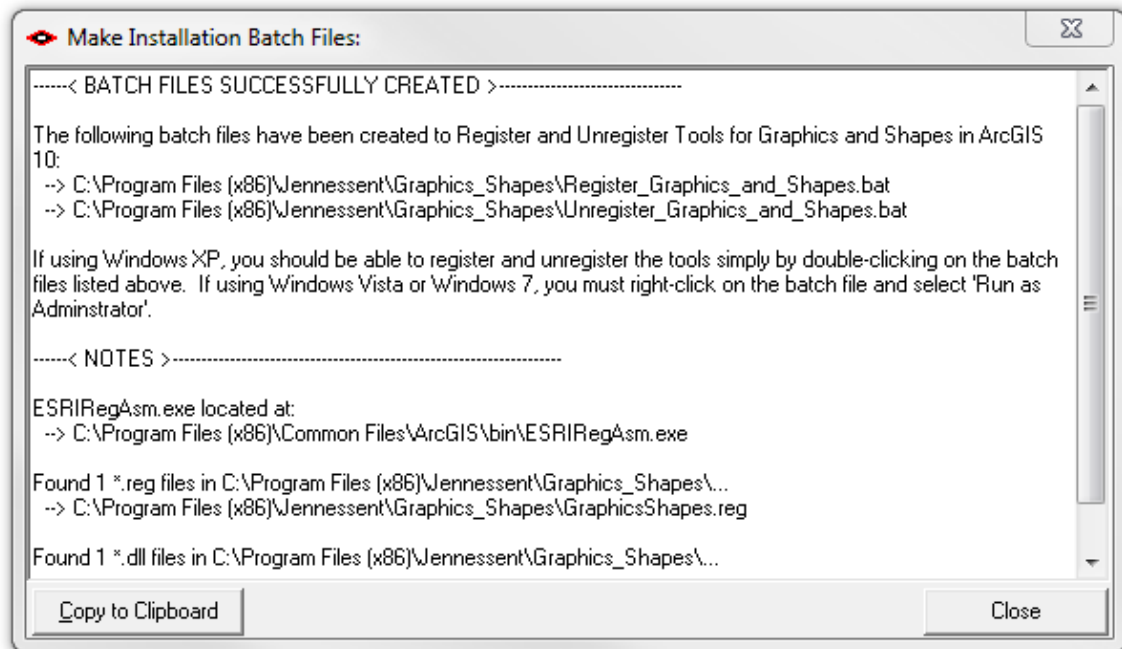 Make Installation Batch Files:
------< BATCH FILES SUCCESSFULLY CREATED >--------------------------------
The following batch files have been created to Register and Unregister Tools for Graphics and Shapes in ArcGIS
10:
--> C:\Program Files (x86)\Jennessent\Graphics_Shapes\Register_Graphics_and_Shapes.bat
--> C:\Program Files (x86)\Jennessent\Graphics_Shapes\Unregister_Graphics_and_Shapes.bat
If using Windows XP, you should be able to register and unregister the tools simply by double-clicking on the batch
files listed above.  If using Windows Vista or Windows 7, you must right-click on the batch file and select 'Run as
Adminstrator'.
------< NOTES >--------------------------------------------------------------------
ESRIRegAsm.exe located at:
--> C:\Program Files (x86)\Common Files\ArcGIS\bin\ESRIRegAsm.exe
Found 1 *.reg files in C:\Program Files (x86)\Jennessent\Graphics_Shapes\...
--> C:\Program Files (x86)\Jennessent\Graphics_Shapes\GraphicsShapes.reg
Found 1 *.dll files in C:\Program Files (x86)\Jennessent\Graphics_Shapes\...
Copy to Clipboard
Close